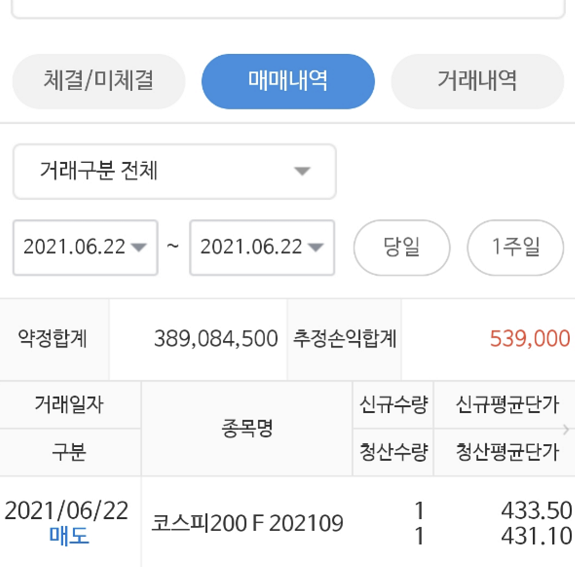 체결/미체결 매매내역 거래내역
거래구분 전체
2021.06.22 ~ 2021.06.22 당일 1주일
약정합계 389,084,500 추정손익합계 539,000
거래일자 종목명 신규수량 신규평균단가
구분 청산수량 청산평균단가
2021/06/22 코스피200 F 202109 1 433.50
매도 1 431.10